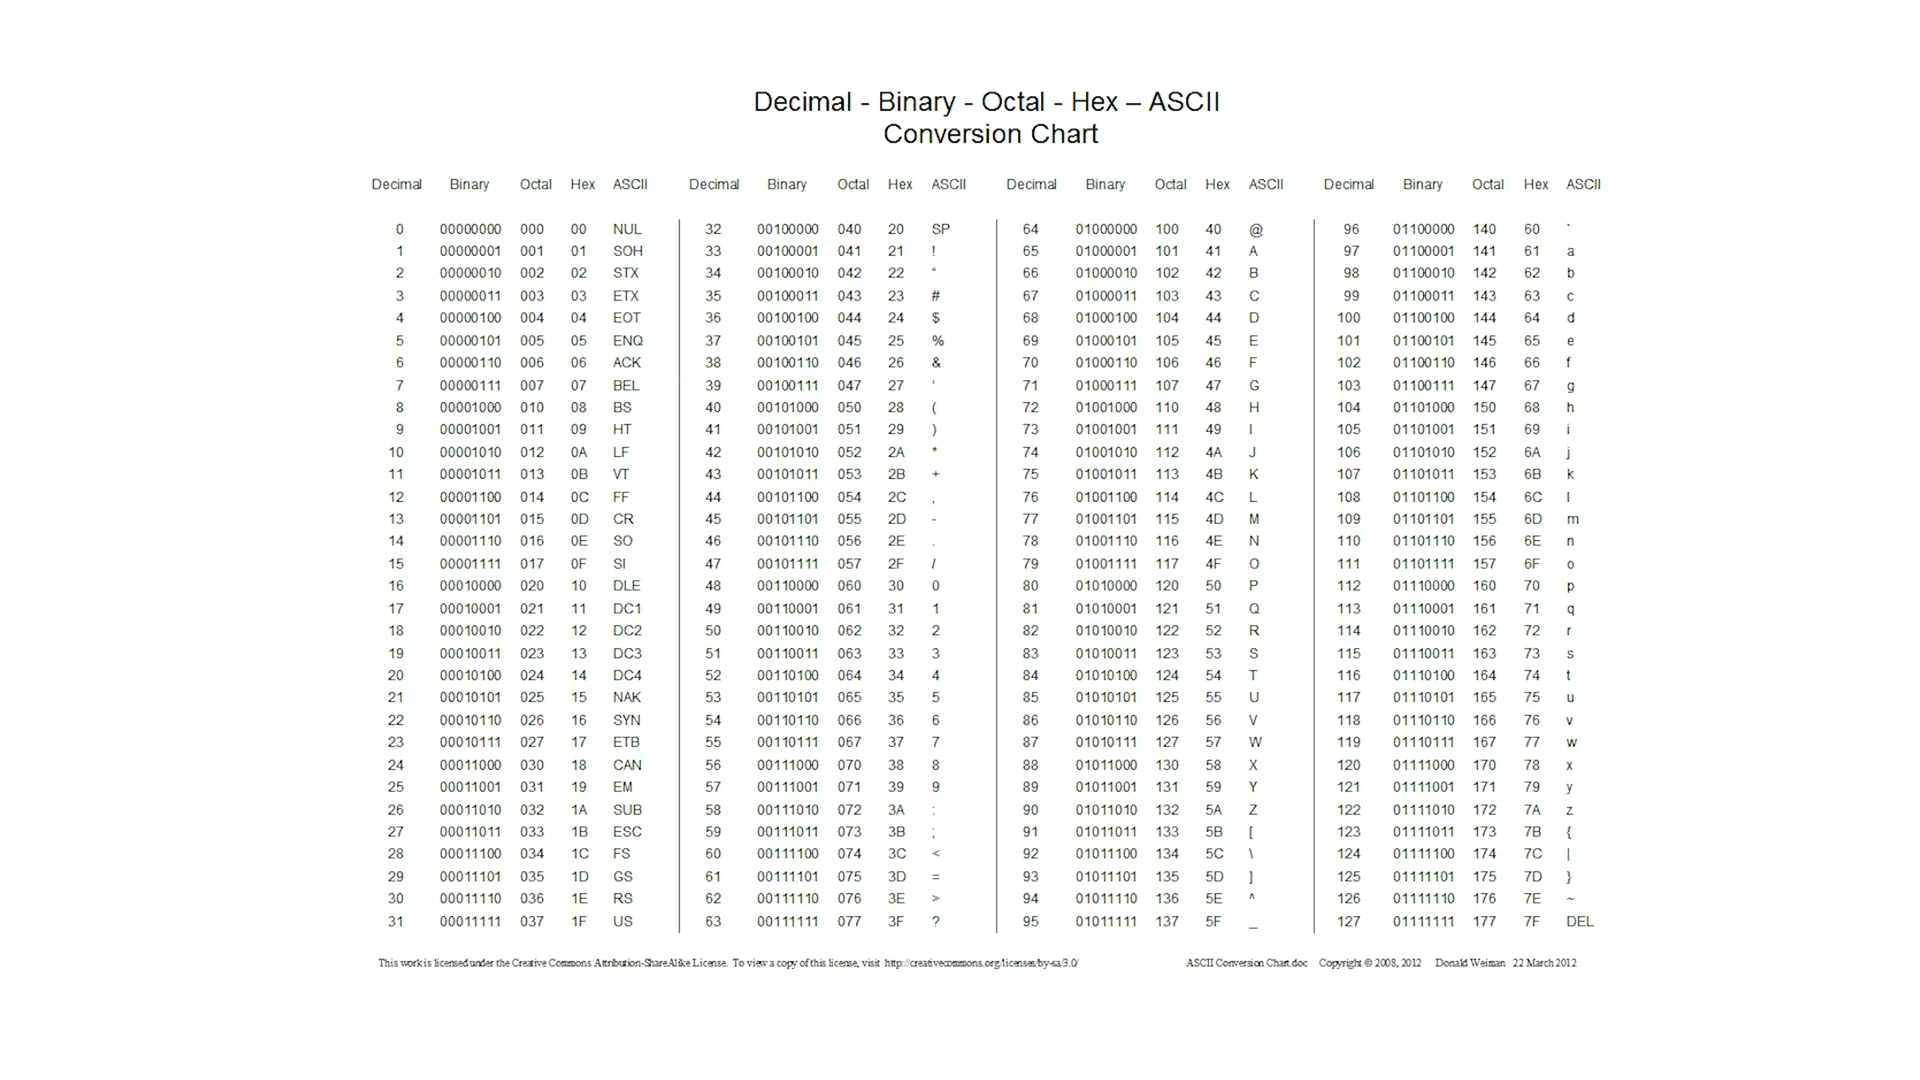 Decimal - Binary - Octal - Hex – ASCII
Conversion Chart
Decimal Binary Octal Hex ASCII Decimal Binary Octal Hex ASCII Decimal Binary Octal Hex ASCII Decimal Binary Octal Hex ASCII
0 00000000 000 00 NUL 32 00100000 040 20 SP 64 01000000 100 40 @ 96 01100000 140 60 `
1 00000001 001 01 SOH 33 00100001 041 21 ! 65 01000001 101 41 A 97 01100001 141 61 a
2 00000010 002 02 STX 34 00100010 042 22 “ 66 01000010 102 42 B 98 01100010 142 62 b
3 00000011 003 03 ETX 35 00100011 043 23 # 67 01000011 103 43 C 99 01100011 143 63 c
4 00000100 004 04 EOT 36 00100100 044 24 $ 68 01000100 104 44 D 100 01100100 144 64 d
5 00000101 005 05 ENQ 37 00100101 045 25 % 69 01000101 105 45 E 101 01100101 145 65 e
6 00000110 006 06 ACK 38 00100110 046 26 & 70 01000110 106 46 F 102 01100110 146 66 f
7 00000111 007 07 BEL 39 00100111 047 27 ‘ 71 01000111 107 47 G 103 01100111 147 67 g
8 00001000 010 08 BS 40 00101000 050 28 ( 72 01001000 110 48 H 104 01101000 150 68 h
9 00001001 011 09 HT 41 00101001 051 29 ) 73 01001001 111 49 I 105 01101001 151 69 i
10 00001010 012 0A LF 42 00101010 052 2A * 74 01001010 112 4A J 106 01101010 152 6A j
11 00001011 013 0B VT 43 00101011 053 2B + 75 01001011 113 4B K 107 01101011 153 6B k
12 00001100 014 0C FF 44 00101100 054 2C , 76 01001100 114 4C L 108 01101100 154 6C l
13 00001101 015 0D CR 45 00101101 055 2D - 77 01001101 115 4D M 109 01101101 155 6D m
14 00001110 016 0E SO 46 00101110 056 2E . 78 01001110 116 4E N 110 01101110 156 6E n
15 00001111 017 0F SI 47 00101111 057 2F / 79 01001111 117 4F O 111 01101111 157 6F o
16 00010000 020 10 DLE 48 00110000 060 30 0 80 01010000 120 50 P 112 01110000 160 70 p
17 00010001 021 11 DC1 49 00110001 061 31 1 81 01010001 121 51 Q 113 01110001 161 71 q
18 00010010 022 12 DC2 50 00110010 062 32 2 82 01010010 122 52 R 114 01110010 162 72 r
19 00010011 023 13 DC3 51 00110011 063 33 3 83 01010011 123 53 S 115 01110011 163 73 s
20 00010100 024 14 DC4 52 00110100 064 34 4 84 01010100 124 54 T 116 01110100 164 74 t
21 00010101 025 15 NAK 53 00110101 065 35 5 85 01010101 125 55 U 117 01110101 165 75 u
22 00010110 026 16 SYN 54 00110110 066 36 6 86 01010110 126 56 V 118 01110110 166 76 v
23 00010111 027 17 ETB 55 00110111 067 37 7 87 01010111 127 57 W 119 01110111 167 77 w
24 00011000 030 18 CAN 56 00111000 070 38 8 88 01011000 130 58 X 120 01111000 170 78 x
25 00011001 031 19 EM 57 00111001 071 39 9 89 01011001 131 59 Y 121 01111001 171 79 y
26 00011010 032 1A SUB 58 00111010 072 3A : 90 01011010 132 5A Z 122 01111010 172 7A z
27 00011011 033 1B ESC 59 00111011 073 3B ; 91 01011011 133 5B [ 123 01111011 173 7B {
28 00011100 034 1C FS 60 00111100 074 3C < 92 01011100 134 5C \ 124 01111100 174 7C |
29 00011101 035 1D GS 61 00111101 075 3D = 93 01011101 135 5D ] 125 01111101 175 7D }
30 00011110 036 1E RS 62 00111110 076 3E > 94 01011110 136 5E ^ 126 01111110 176 7E ~
31 00011111 037 1F US 63 00111111 077 3F ? 95 01011111 137 5F _ 127 01111111 177 7F DEL
This work is licensed under the Creative Commons Attribution-ShareAlike License. To view a copy of this license, visit http://creativecommons.org/licenses/by-sa/3.0/ ASCII Conversion Chart.doc Copyright © 2008, 2012 Donald Weiman 22 March 2012